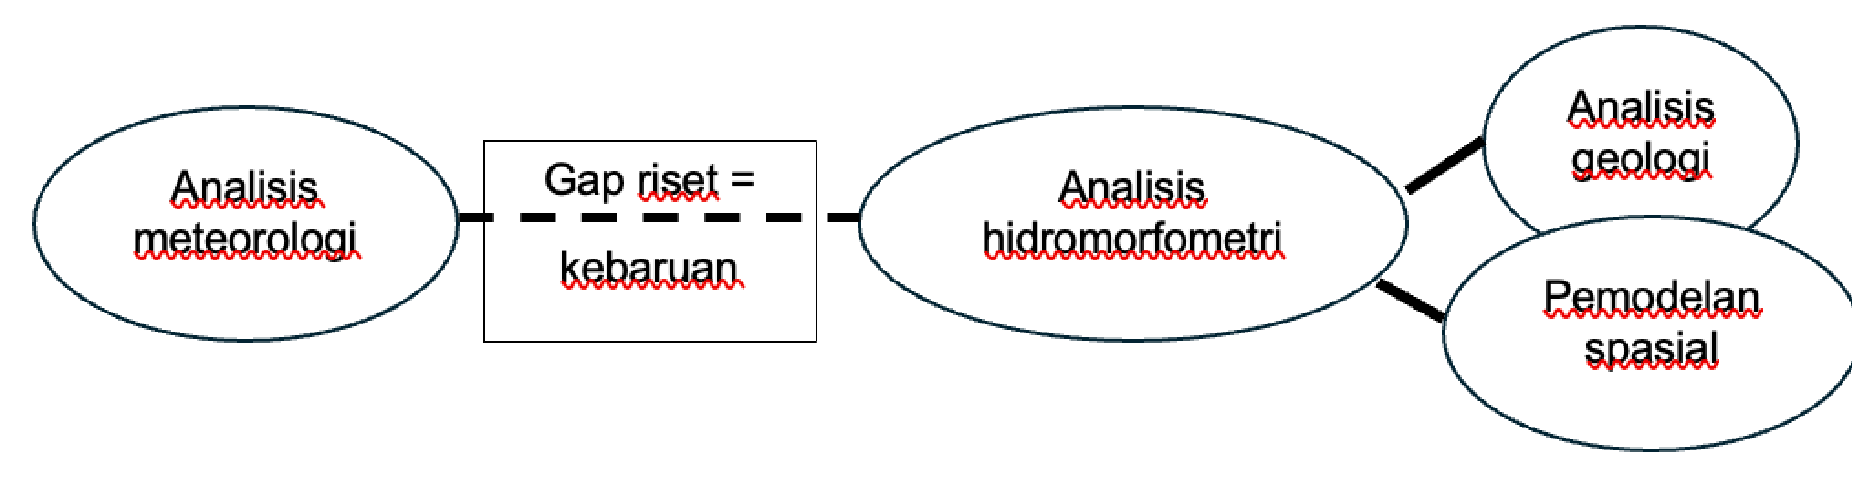 Analisis
meteorologi
Gap riset =
kebaruan
Analisis
hidromorfometri
Analisis
geologi
Pemodelan
spasial